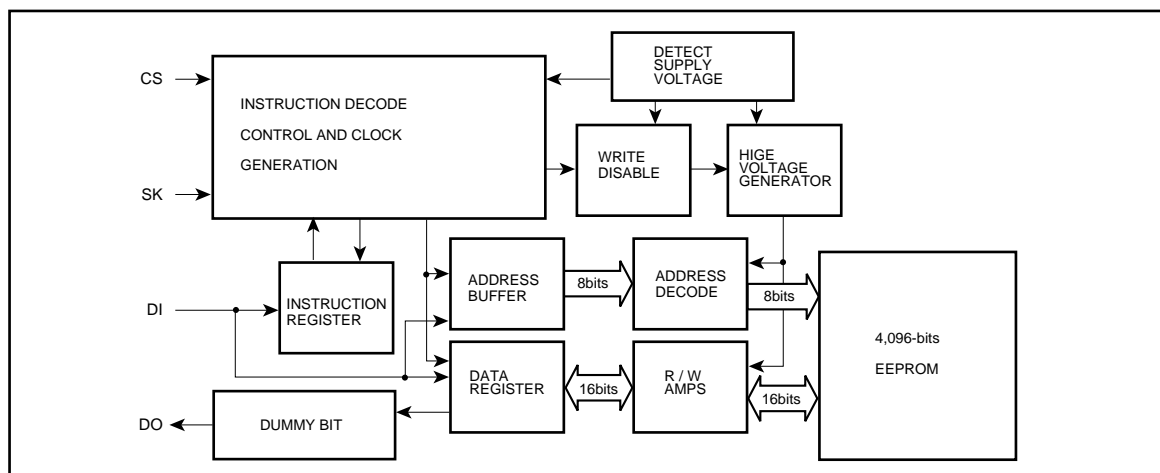 DETECT
SUPPLY
VOLTAGE
CS
INSTRUCTION DECODE
CONTROL AND CLOCK
GENERATION
WRITE
DISABLE
HIGE
VOLTAGE
GENERATOR
SK
ADDRESS
BUFFER
8bits
ADDRESS
DECODE
8bits
DI
INSTRUCTION
REGISTER
4,096-bits
EEPROM
DATA
REGISTER
16bits
R / W
AMPS
16bits
DO
DUMMY BIT